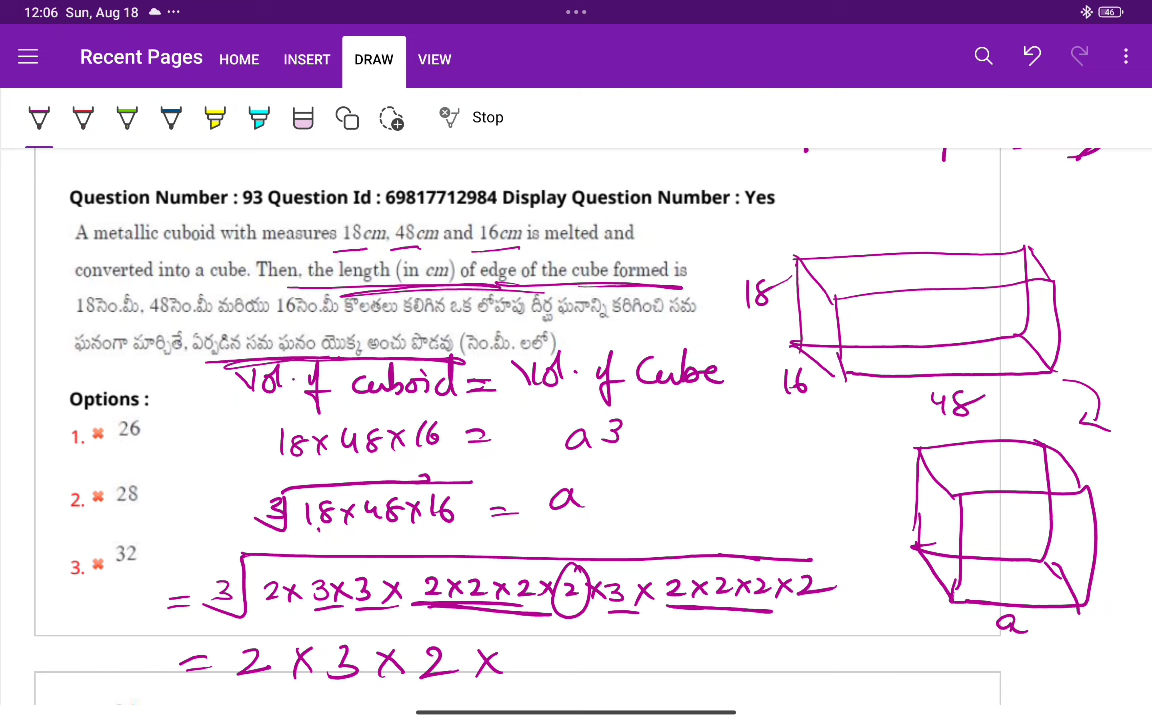 12:06 Sun, Aug 18
46
Recent Pages HOME INSERT DRAW VIEW
Stop
Question Number : 93 Question Id : 69817712984 Display Question Number : Yes
A metallic cuboid with measures 18cm, 48cm and 16cm is melted and
converted into a cube. Then, the length (in cm) of edge of the cube formed is
18సెం.మీ, 48సెం.మీ మరియు 16సెం.మీ కొలతలు కలిగిన ఒక లోహపు దీర్ఘ ఘనాన్ని కరిగించి సమ
ఘనంగా మార్చితే, ఏర్పడిన సమ ఘనం యొక్క అంచు పొడవు (సెం.మీ. లలో)
18
16
48
Vol. of cuboid = Vol. of Cube
Options :
1. 26
18×48×16 = a3
2. 28
3√18×48×16 = a
3. 32
= 3√2×3×3×2×2×2×2×3×2×2×2×2
a
= 2×3×2×